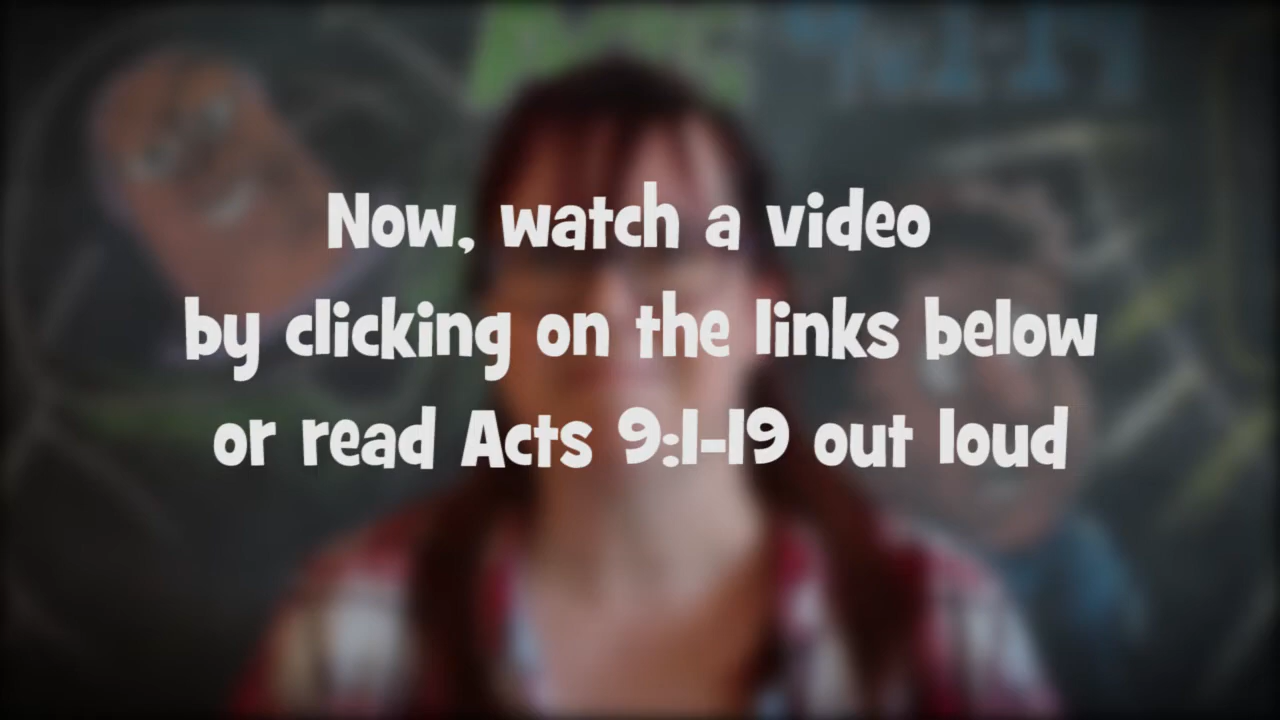 Now, watch a video
by clicking on the links below
or read Acts 9:1-19 out loud